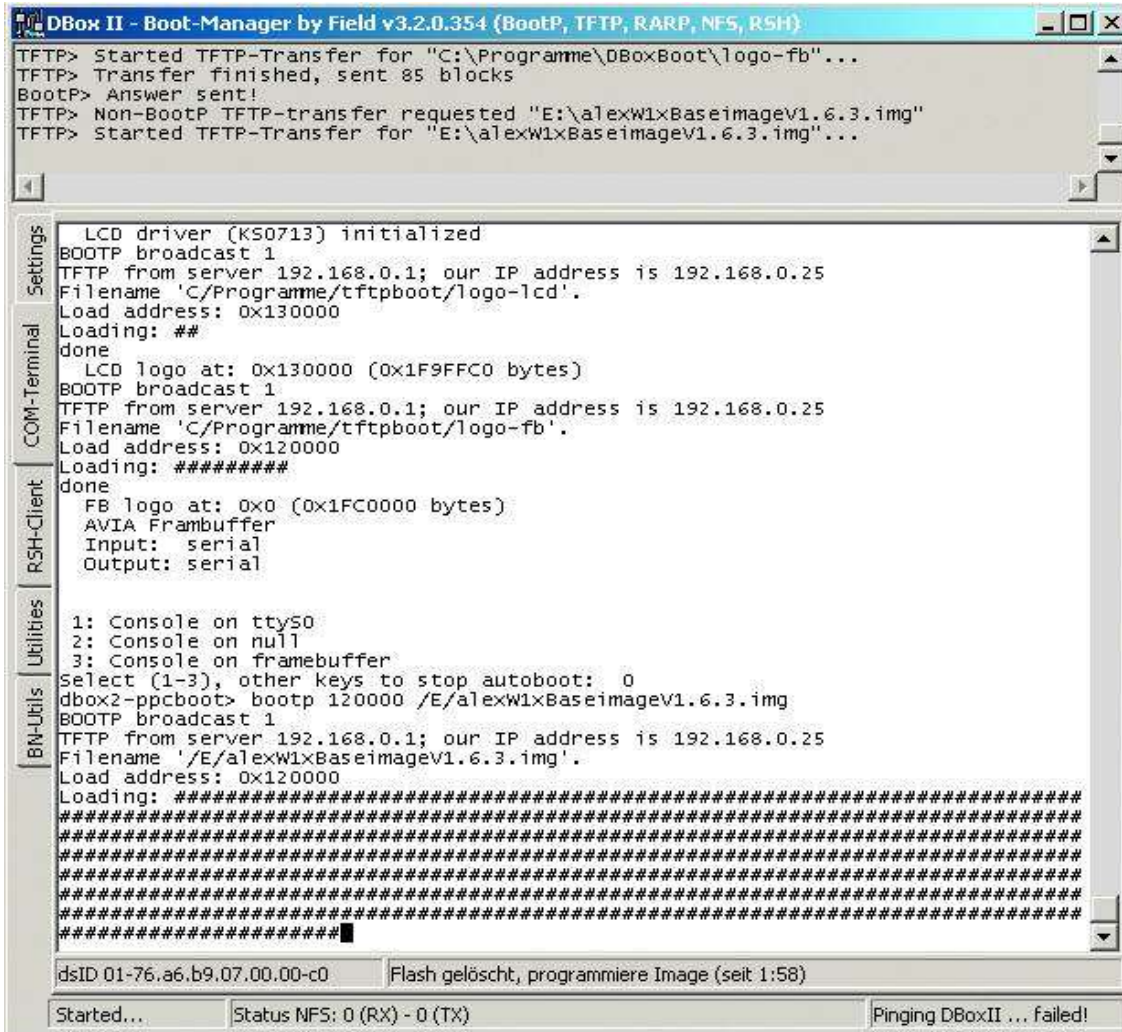 DBox II - Boot-Manager by Field v3.2.0.354 (BootP, TFTP, RARP, NFS, RSH)
TFTP> Started TFTP-Transfer for "C:\Programme\DBoxBoot\logo-fb"...
TFTP> Transfer finished, sent 85 blocks
BootP> Answer sent!
TFTP> Non-BootP TFTP-transfer requested "E:\alexW1xBaseimageV1.6.3.img"
TFTP> Started TFTP-Transfer for "E:\alexW1xBaseimageV1.6.3.img"...
Settings
COM-Terminal
RSH-Client
Utilities
BN-Utils
LCD driver (KS0713) initialized
BOOTP broadcast 1
TFTP from server 192.168.0.1; our IP address is 192.168.0.25
Filename 'C/Programme/tftpboot/logo-lcd'.
Load address: 0x130000
Loading: ##
done
LCD logo at: 0x130000 (0x1F9FFC0 bytes)
BOOTP broadcast 1
TFTP from server 192.168.0.1; our IP address is 192.168.0.25
Filename 'C/Programme/tftpboot/logo-fb'.
Load address: 0x120000
Loading: #########
done
FB logo at: 0x0 (0x1FC0000 bytes)
AVIA Frambuffer
Input: serial
Output: serial
1: Console on ttyS0
2: Console on null
3: Console on framebuffer
Select (1-3), other keys to stop autoboot: 0
dbox2-ppcboot> bootp 120000 /E/alexW1xBaseimageV1.6.3.img
BOOTP broadcast 1
TFTP from server 192.168.0.1; our IP address is 192.168.0.25
Filename '/E/alexW1xBaseimageV1.6.3.img'.
Load address: 0x120000
Loading: #######################################################################
################################################################################
################################################################################
################################################################################
################################################################################
################################################################################
################################################################################
######################
dsID 01-76.a6.b9.07.00.00-c0
Flash gelöscht, programmiere Image (seit 1:58)
Started...
Status NFS: 0 (RX) - 0 (TX)
Pinging DBoxII ... failed!